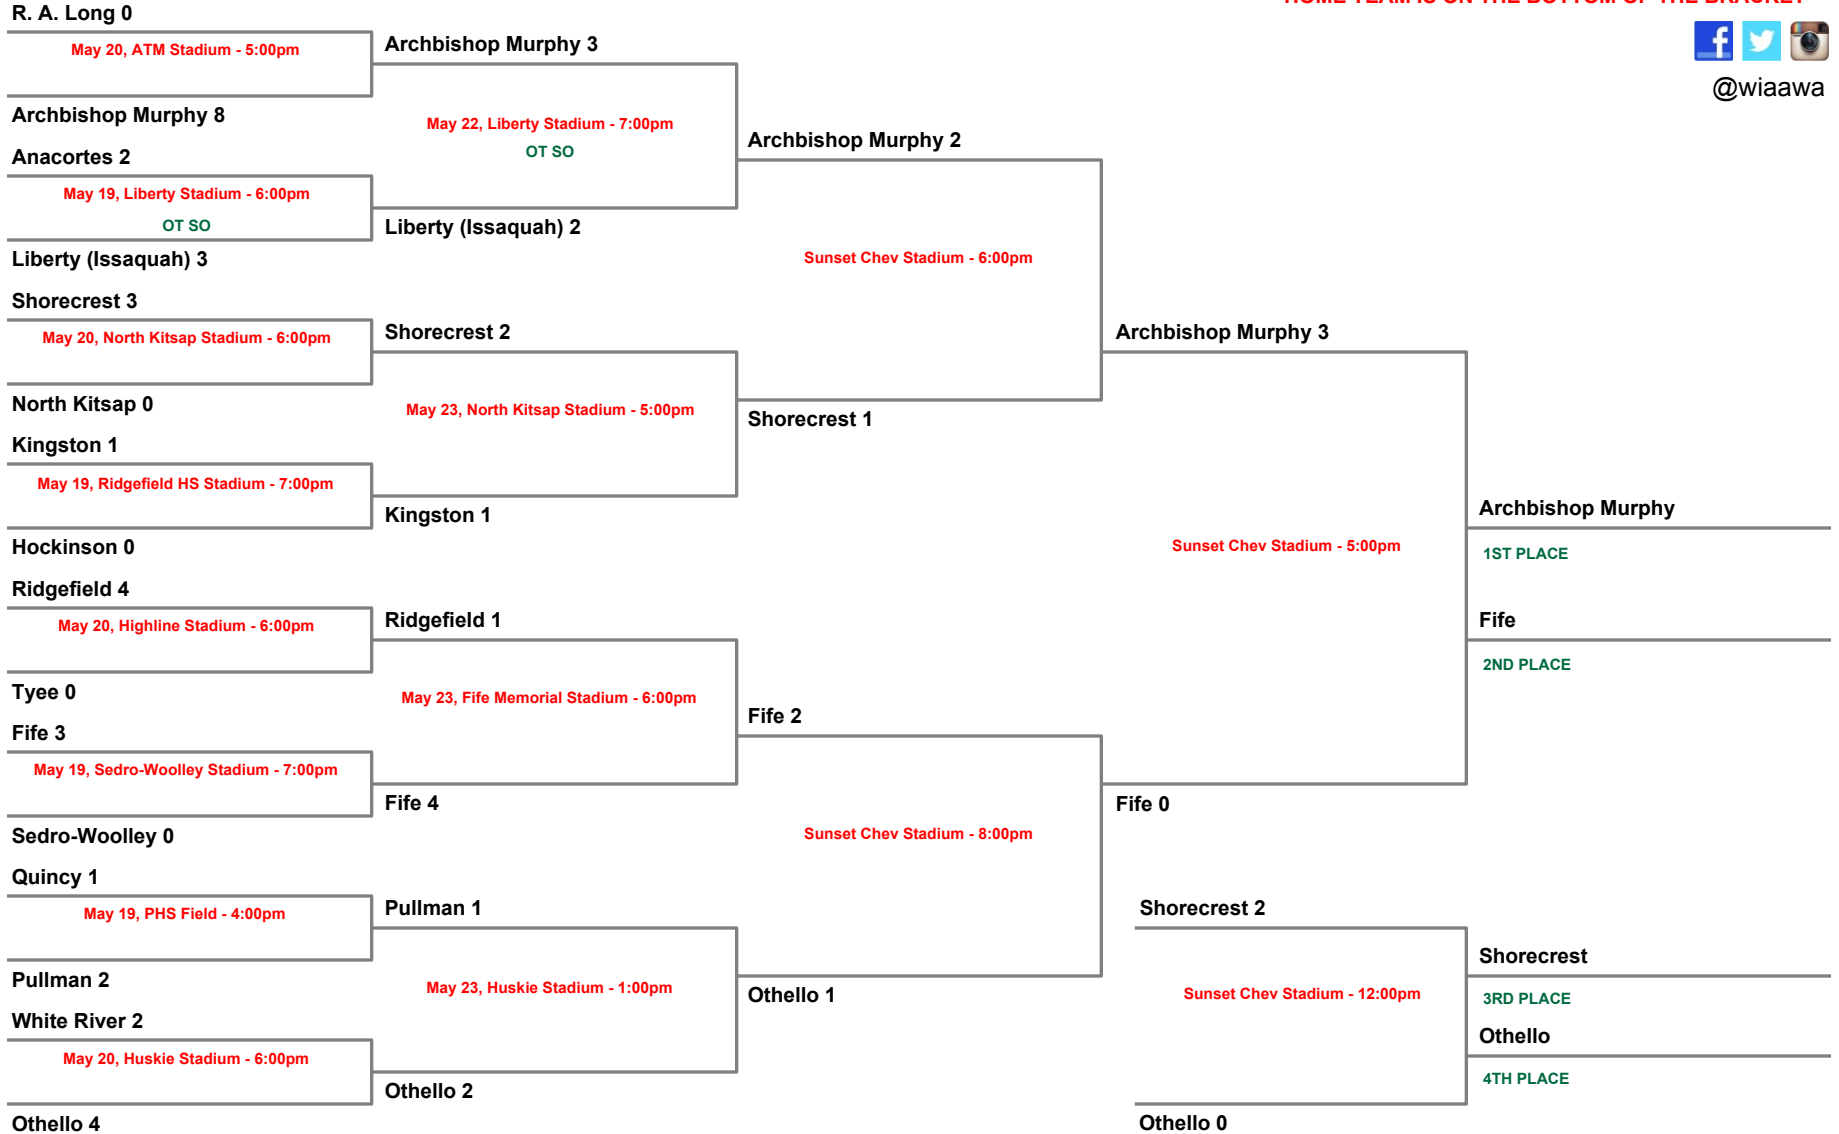 HOME TEAM IS ON THE BOTTOM OF THE BRACKET
@wiaawa
R. A. Long 0
May 20, ATM Stadium - 5:00pm
Archbishop Murphy 8
Anacortes 2
May 19, Liberty Stadium - 6:00pm
OT SO
Liberty (Issaquah) 3
Shorecrest 3
May 20, North Kitsap Stadium - 6:00pm
North Kitsap 0
Kingston 1
May 19, Ridgefield HS Stadium - 7:00pm
Hockinson 0
Ridgefield 4
May 20, Highline Stadium - 6:00pm
Tyee 0
Fife 3
May 19, Sedro-Woolley Stadium - 7:00pm
Sedro-Woolley 0
Quincy 1
May 19, PHS Field - 4:00pm
Pullman 2
White River 2
May 20, Huskie Stadium - 6:00pm
Othello 4
Archbishop Murphy 3
May 22, Liberty Stadium - 7:00pm
OT SO
Liberty (Issaquah) 2
Shorecrest 2
May 23, North Kitsap Stadium - 5:00pm
Kingston 1
Ridgefield 1
May 23, Fife Memorial Stadium - 6:00pm
Fife 4
Pullman 1
May 23, Huskie Stadium - 1:00pm
Othello 2
Archbishop Murphy 2
Sunset Chev Stadium - 6:00pm
Shorecrest 1
Fife 2
Sunset Chev Stadium - 8:00pm
Othello 1
Archbishop Murphy 3
Sunset Chev Stadium - 5:00pm
Fife 0
Shorecrest 2
Sunset Chev Stadium - 12:00pm
Othello 0
Archbishop Murphy
1ST PLACE
Fife
2ND PLACE
Shorecrest
3RD PLACE
Othello
4TH PLACE